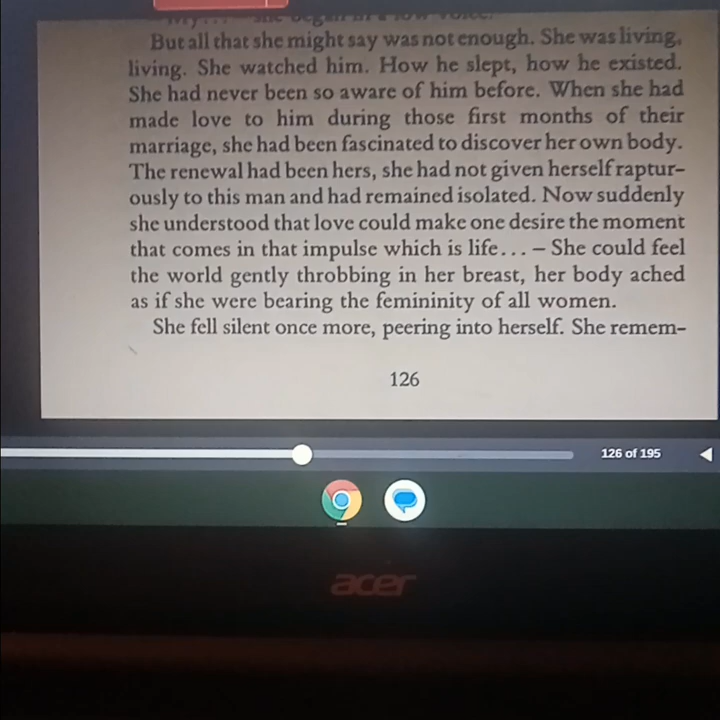 she began in a low voice.
But all that she might say was not enough. She was living,
living. She watched him. How he slept, how he existed.
She had never been so aware of him before. When she had
made love to him during those first months of their
marriage, she had been fascinated to discover her own body.
The renewal had been hers, she had not given herself raptur-
ously to this man and had remained isolated. Now suddenly
she understood that love could make one desire the moment
that comes in that impulse which is life... – She could feel
the world gently throbbing in her breast, her body ached
as if she were bearing the femininity of all women.
She fell silent once more, peering into herself. She remem-
126
126 of 195
acer